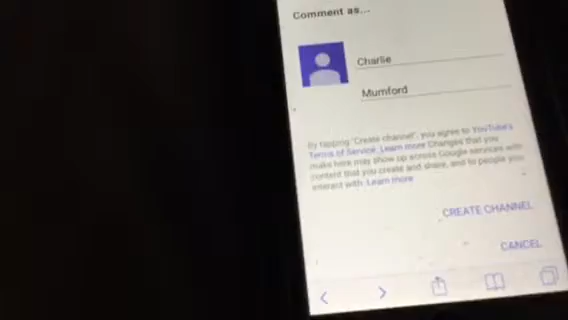 Comment as...
Charlie
Mumford
By tapping "Create channel", you agree to YouTube's
Terms of Service. Learn more Changes that you
make here may show up across Google services with
content that you create and share, and to people you
interact with. Learn more
CREATE CHANNEL
CANCEL